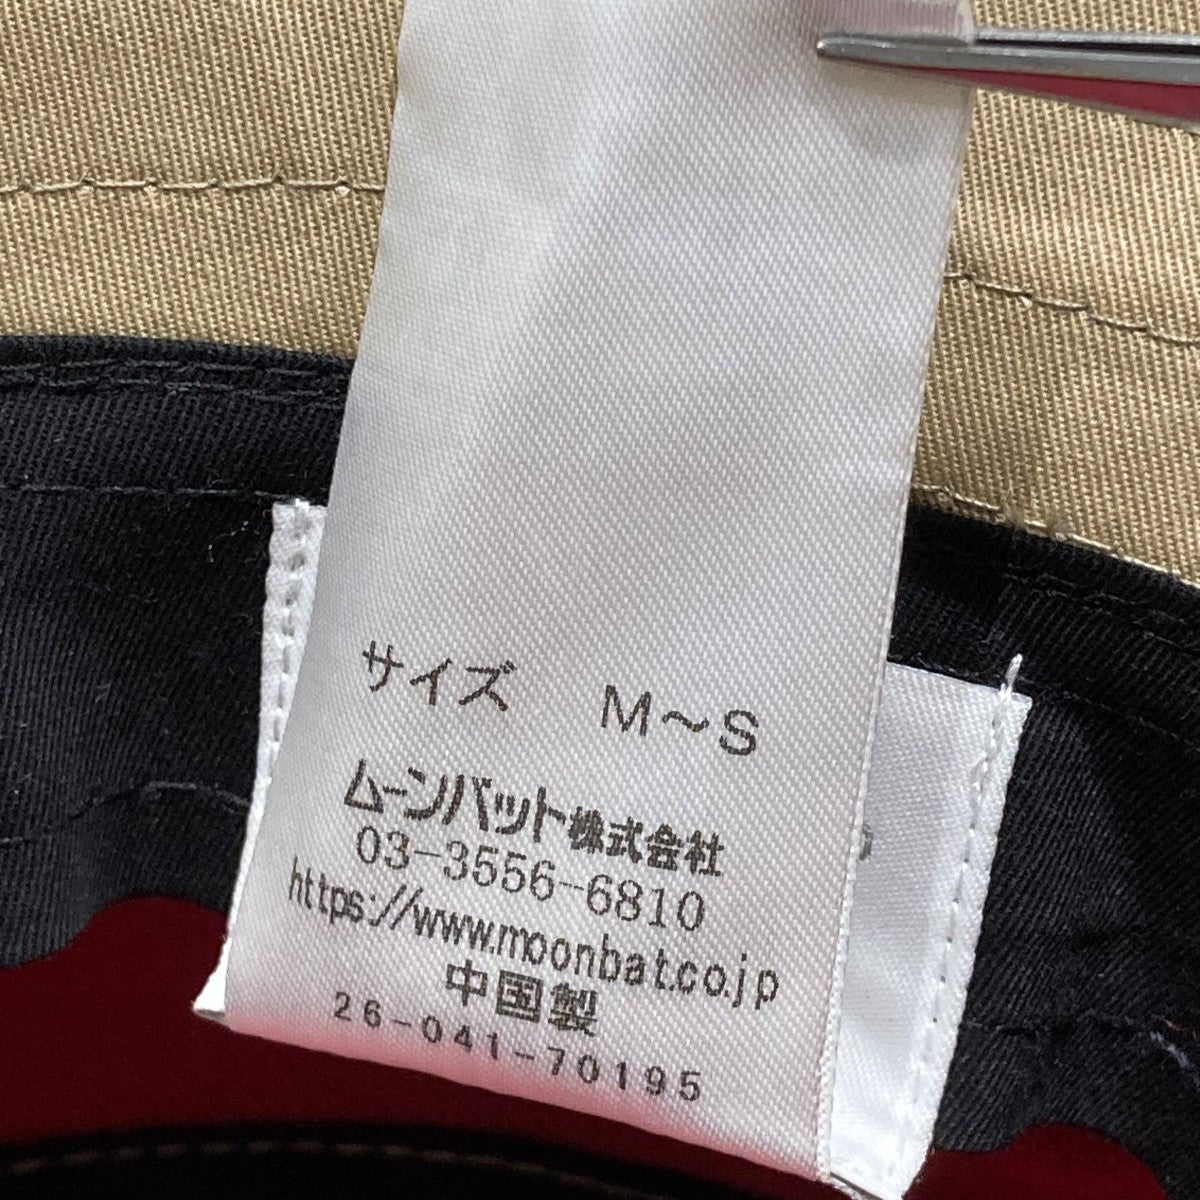 サイズ M～S
ムーンバット株式会社
03-3556-6810
https://www.moonbat.co.jp
中国製
26-041-70195